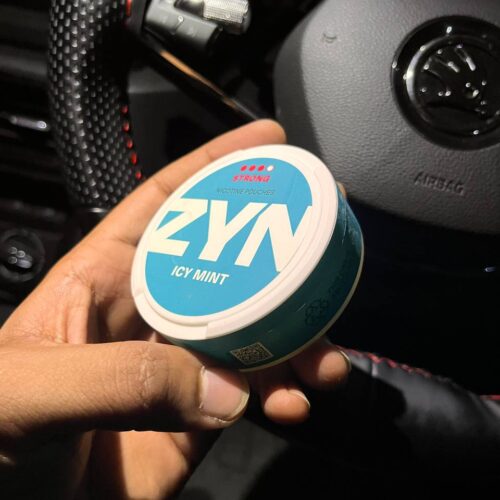 STRONG
NICOTINE POUCHES
ZYN
ICY MINT
AIRBAG